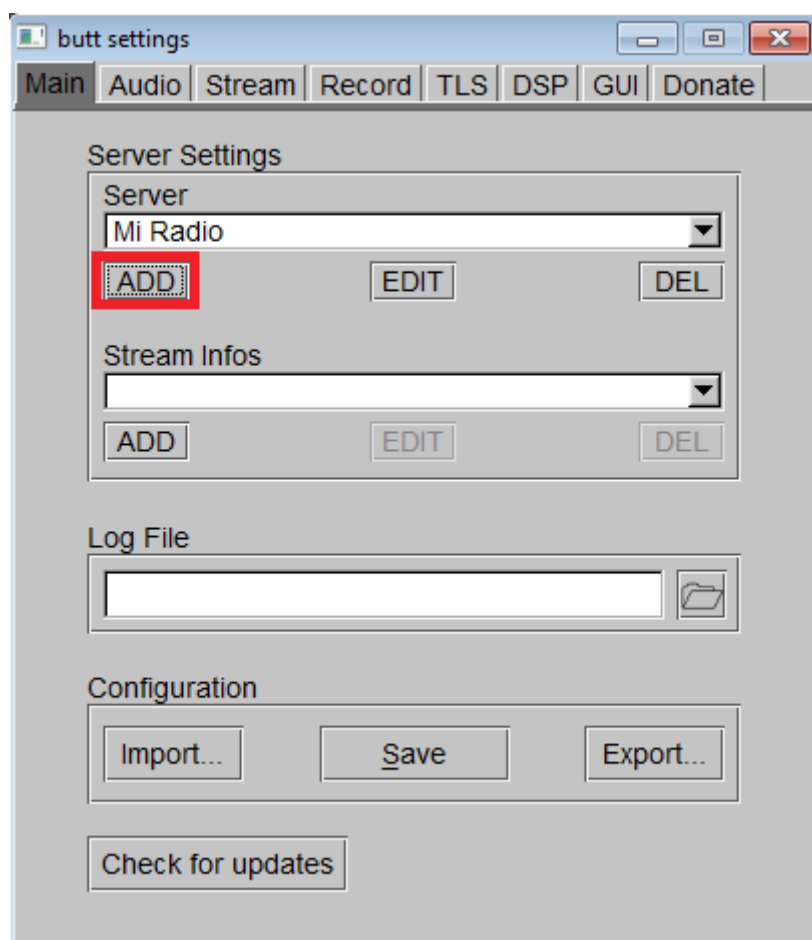 butt settings
Main Audio Stream Record TLS DSP GUI Donate
Server Settings
Server
Mi Radio
ADD EDIT DEL
Stream Infos
ADD EDIT DEL
Log File
Configuration
Import... Save Export...
Check for updates